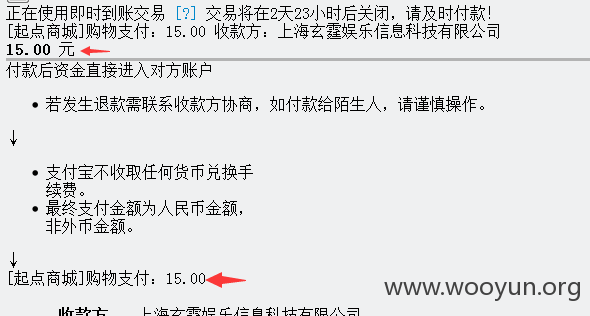 正在使用即时到账交易 [?] 交易将在2天23小时后关闭，请及时付款！
[起点商城]购物支付：15.00 收款方：上海玄霆娱乐信息科技有限公司
15.00 元
付款后资金直接进入对方账户
若发生退款需联系收款方协商，如付款给陌生人，请谨慎操作。
↓
支付宝不收取任何货币兑换手
续费。
最终支付金额为人民币金额，
非外币金额。
↓
[起点商城]购物支付：15.00
www.wooyun.org
收款方 上海玄霆娱乐信息科技有限公司